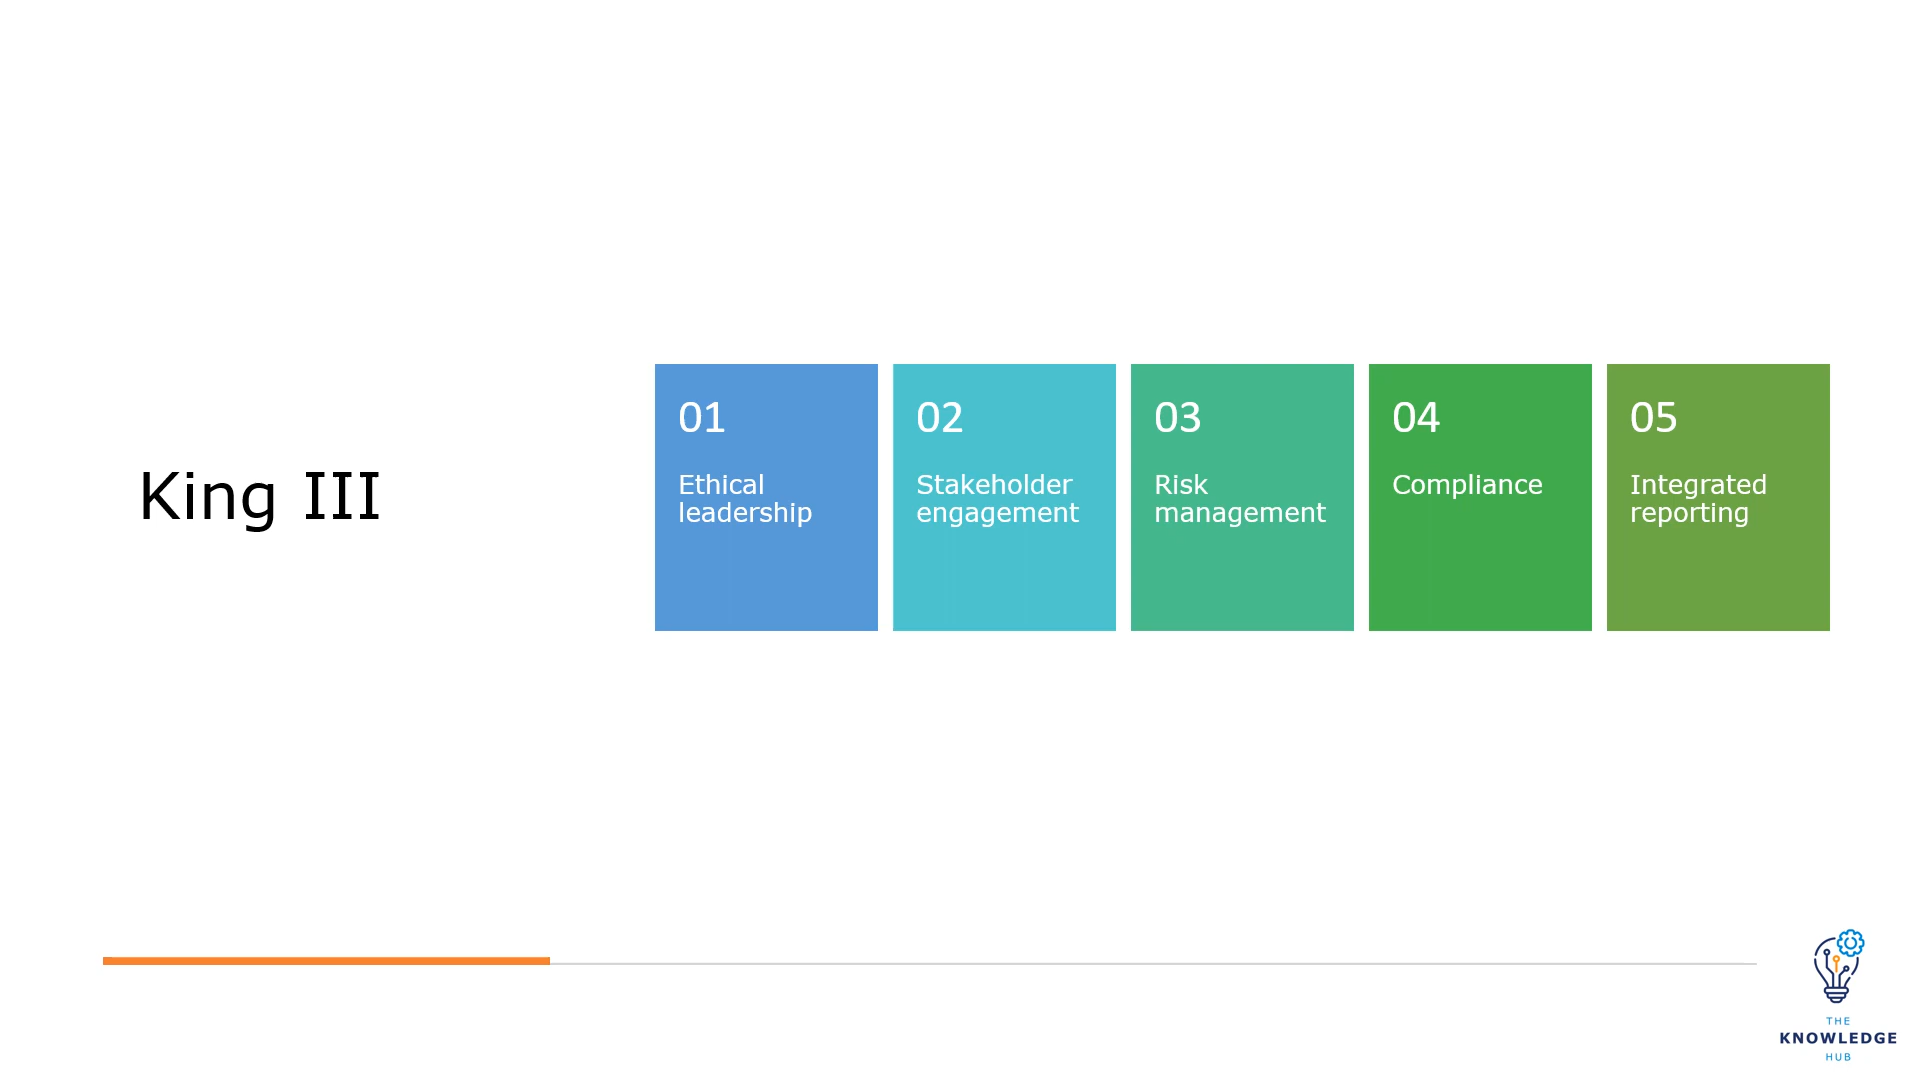 King III
01
Ethical
leadership
02
Stakeholder
engagement
03
Risk
management
04
Compliance
05
Integrated
reporting
THE
KNOWLEDGE
HUB